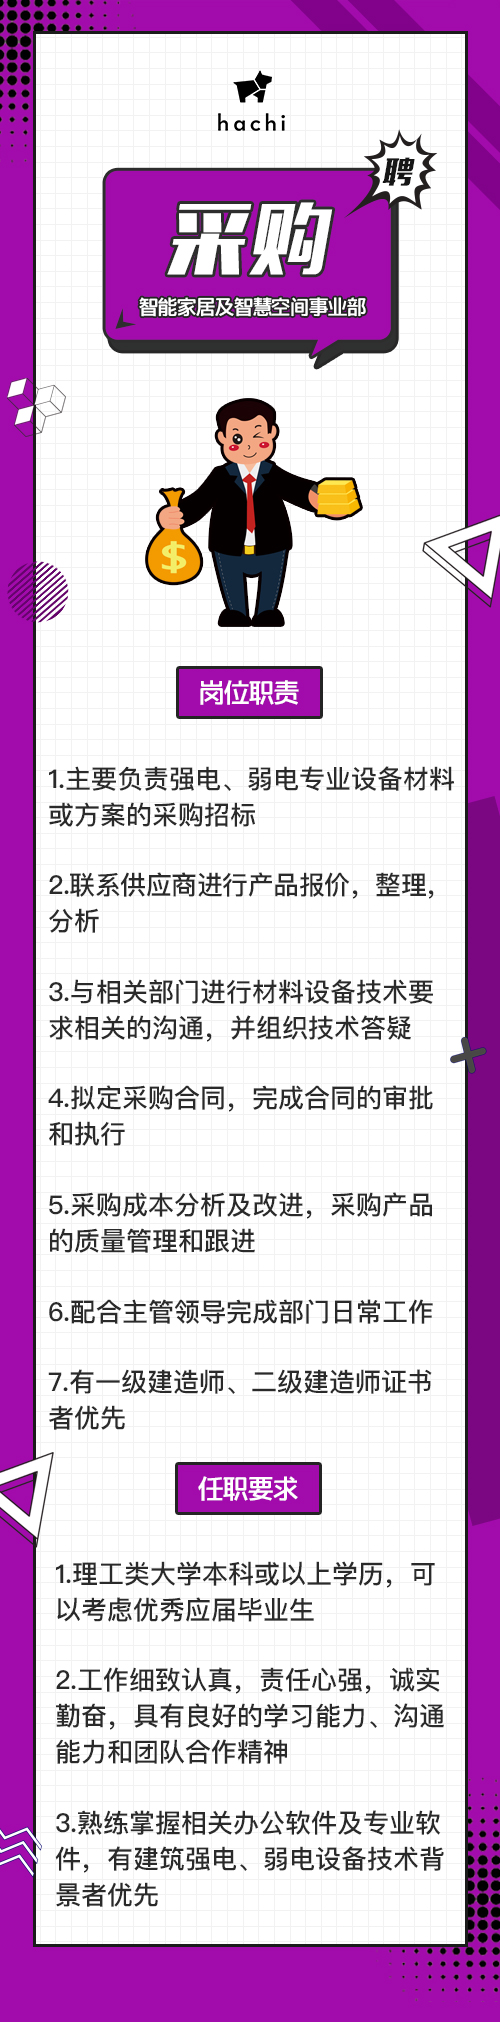 hachi
聘
采购
智能家居及智慧空间事业部
$
岗位职责
1.主要负责强电、弱电专业设备材料
或方案的采购招标
2.联系供应商进行产品报价，整理，
分析
3.与相关部门进行材料设备技术要
求相关的沟通，并组织技术答疑
4.拟定采购合同，完成合同的审批
和执行
5.采购成本分析及改进，采购产品
的质量管理和跟进
6.配合主管领导完成部门日常工作
7.有一级建造师、二级建造师证书
者优先
任职要求
1.理工类大学本科或以上学历，可
以考虑优秀应届毕业生
2.工作细致认真，责任心强，诚实
勤奋，具有良好的学习能力、沟通
能力和团队合作精神
3.熟练掌握相关办公软件及专业软
件，有建筑强电、弱电设备技术背
景者优先